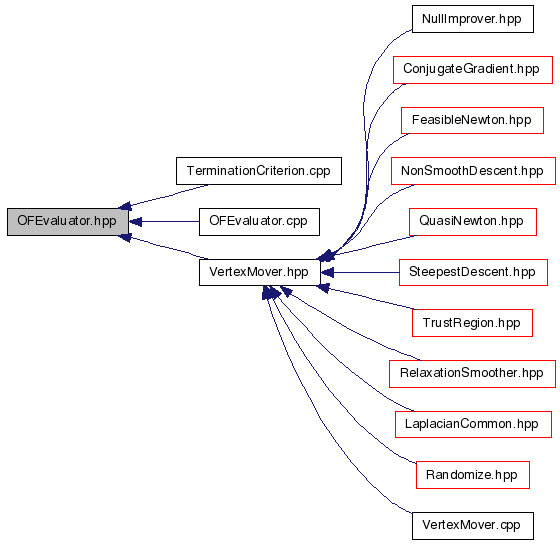 NullImprover.hpp
ConjugateGradient.hpp
FeasibleNewton.hpp
TerminationCriterion.cpp
NonSmoothDescent.hpp
OFEvaluator.hpp
OFEvaluator.cpp
QuasiNewton.hpp
VertexMover.hpp
SteepestDescent.hpp
TrustRegion.hpp
RelaxationSmoother.hpp
LaplacianCommon.hpp
Randomize.hpp
VertexMover.cpp